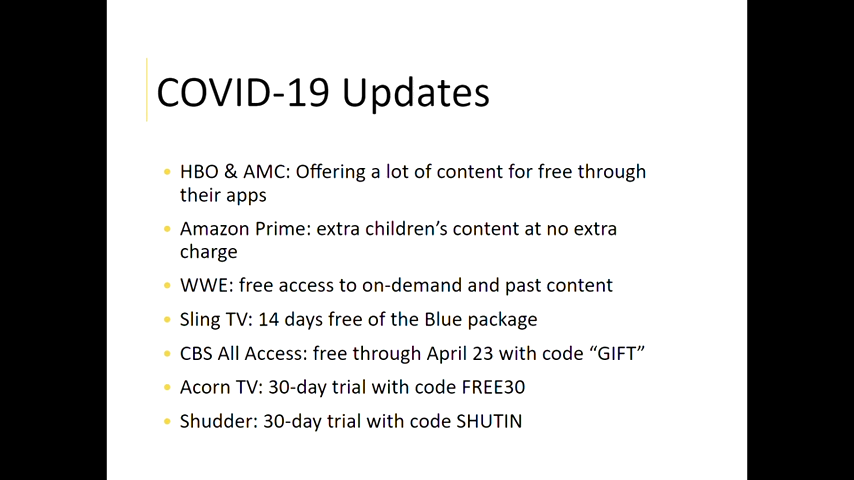 COVID-19 Updates
• HBO & AMC: Offering a lot of content for free through
their apps
• Amazon Prime: extra children’s content at no extra
charge
• WWE: free access to on-demand and past content
• Sling TV: 14 days free of the Blue package
• CBS All Access: free through April 23 with code “GIFT”
• Acorn TV: 30-day trial with code FREE30
• Shudder: 30-day trial with code SHUTIN